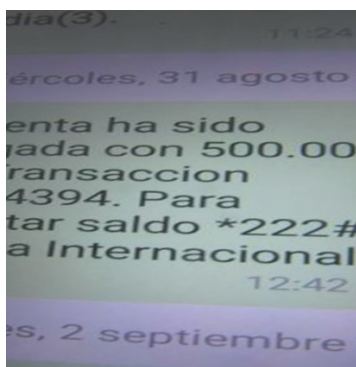 dia(3).
11:24
ércoles, 31 agosto
enta ha sido
gada con 500.00
ransaccion
4394. Para
tar saldo *222#
a Internacional
12:42
es, 2 septiembre